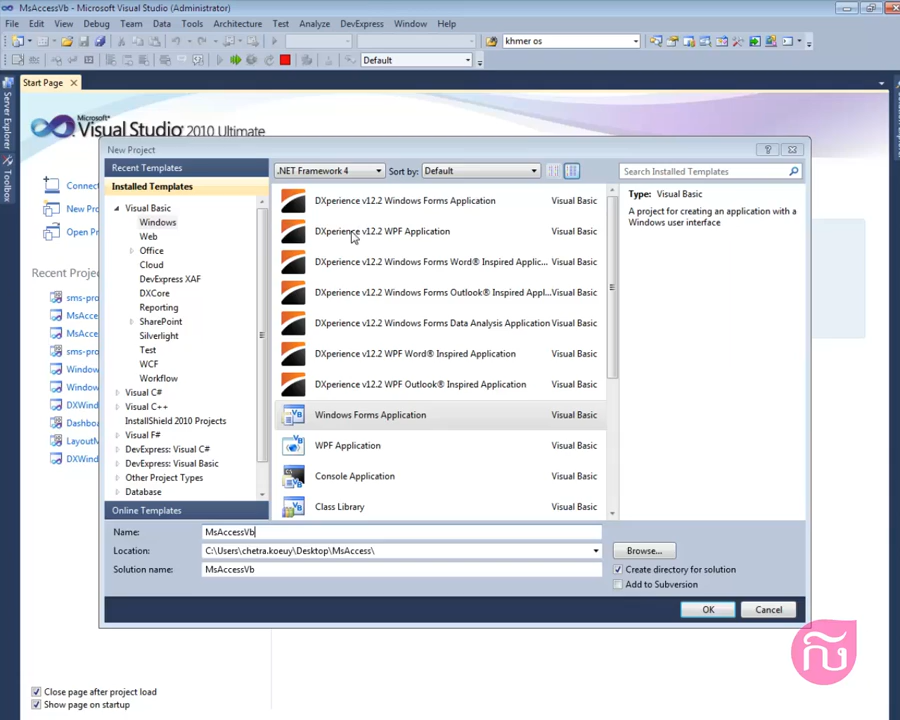 MsAccessVb - Microsoft Visual Studio (Administrator)
File Edit View Debug Team Data Tools Architecture Test Analyze DevExpress Window Help
khmer os
Default
Start Page
Server Explorer
Toolbox
Microsoft®
Visual Studio® 2010 Ultimate
Connect
New Pro
Open Pr
Recent Project
sms-pro
MsAcces
MsAcce
sms-pro
Window
Window
DXWind
Dashbo
LayoutM
DXWind
Close page after project load
Show page on startup
New Project
Recent Templates
Installed Templates
Visual Basic
Windows
Web
Office
Cloud
DevExpress XAF
DXCore
Reporting
SharePoint
Silverlight
Test
WCF
Workflow
Visual C#
Visual C++
InstallShield 2010 Projects
Visual F#
DevExpress: Visual C#
DevExpress: Visual Basic
Other Project Types
Database
Online Templates
.NET Framework 4 Sort by: Default
DXperience v12.2 Windows Forms Application Visual Basic
DXperience v12.2 WPF Application Visual Basic
DXperience v12.2 Windows Forms Word® Inspired Applic... Visual Basic
DXperience v12.2 Windows Forms Outlook® Inspired Appl... Visual Basic
DXperience v12.2 Windows Forms Data Analysis Application Visual Basic
DXperience v12.2 WPF Word® Inspired Application Visual Basic
DXperience v12.2 WPF Outlook® Inspired Application Visual Basic
Windows Forms Application Visual Basic
WPF Application Visual Basic
Console Application Visual Basic
Class Library Visual Basic
Search Installed Templates
Type: Visual Basic
A project for creating an application with a
Windows user interface
Name: MsAccessVb
Location: C:\Users\chetra.koeuy\Desktop\MsAccess\ Browse...
Solution name: MsAccessVb
Create directory for solution
Add to Subversion
OK Cancel